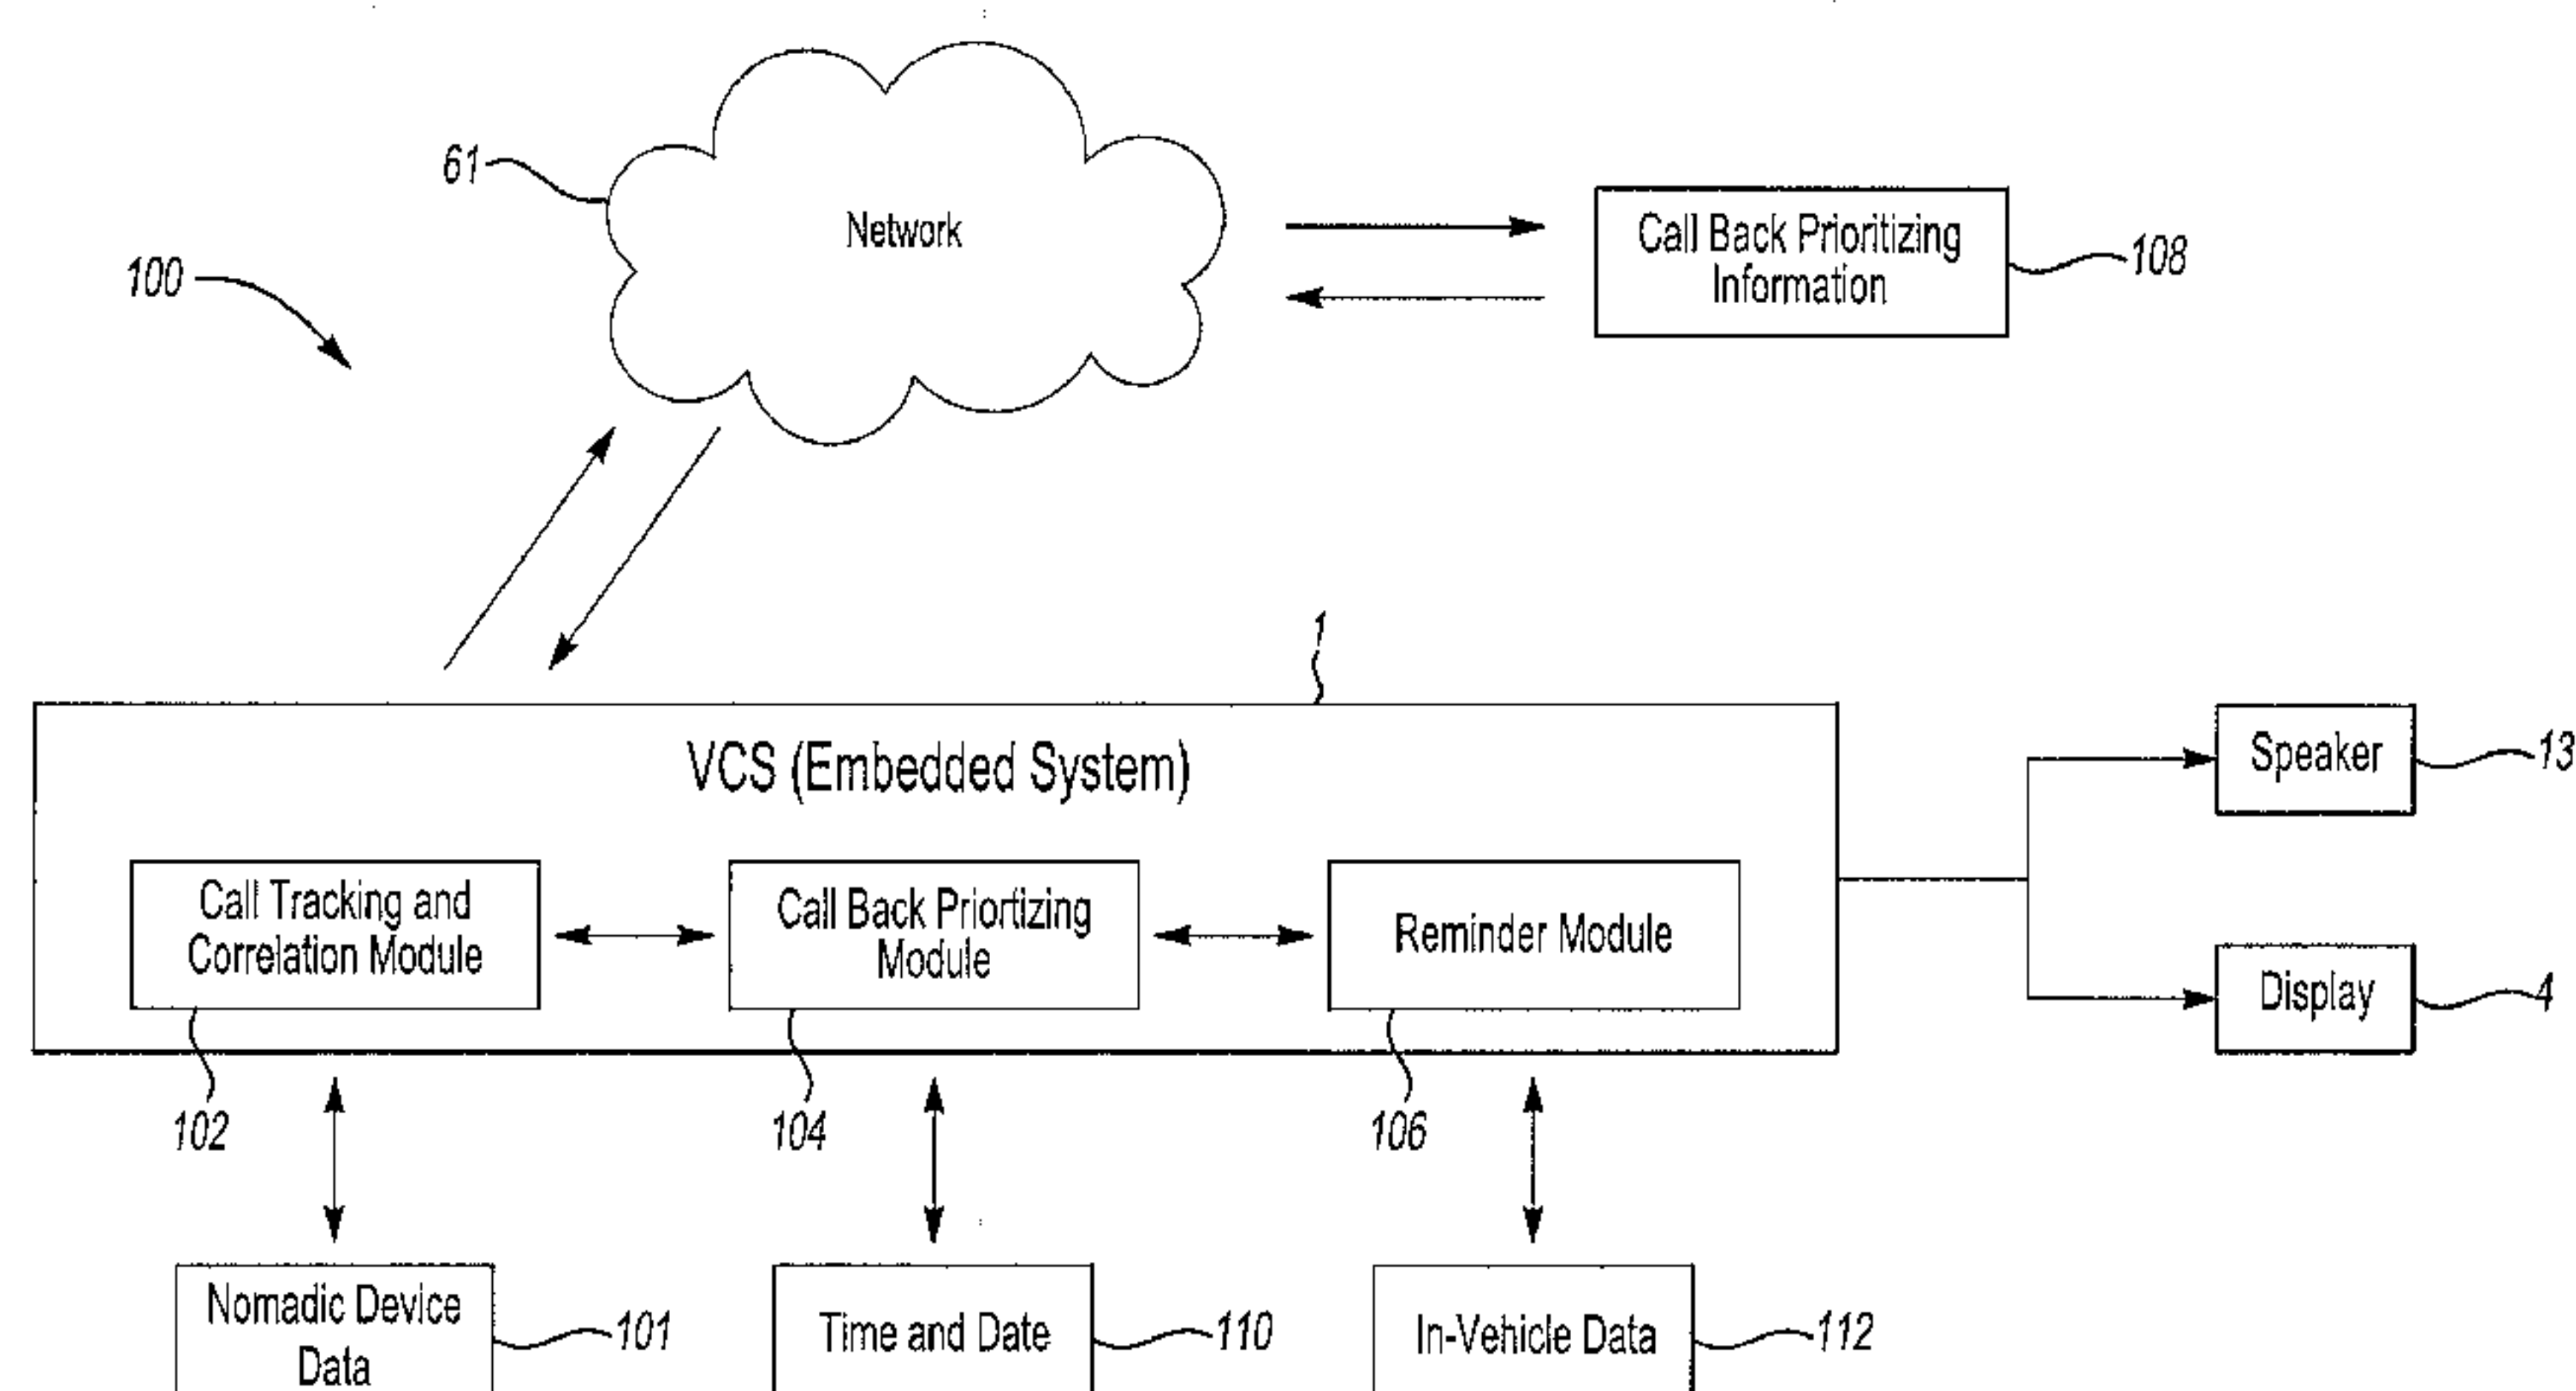 61
Network
Call Back Prioritizing
Information
108
100
1
VCS (Embedded System)
Speaker
13
Call Tracking and
Correlation Module
Call Back Priortizing
Module
Reminder Module
Display
4
102
104
106
Nomadic Device
Data
101
Time and Date
110
In-Vehicle Data
112